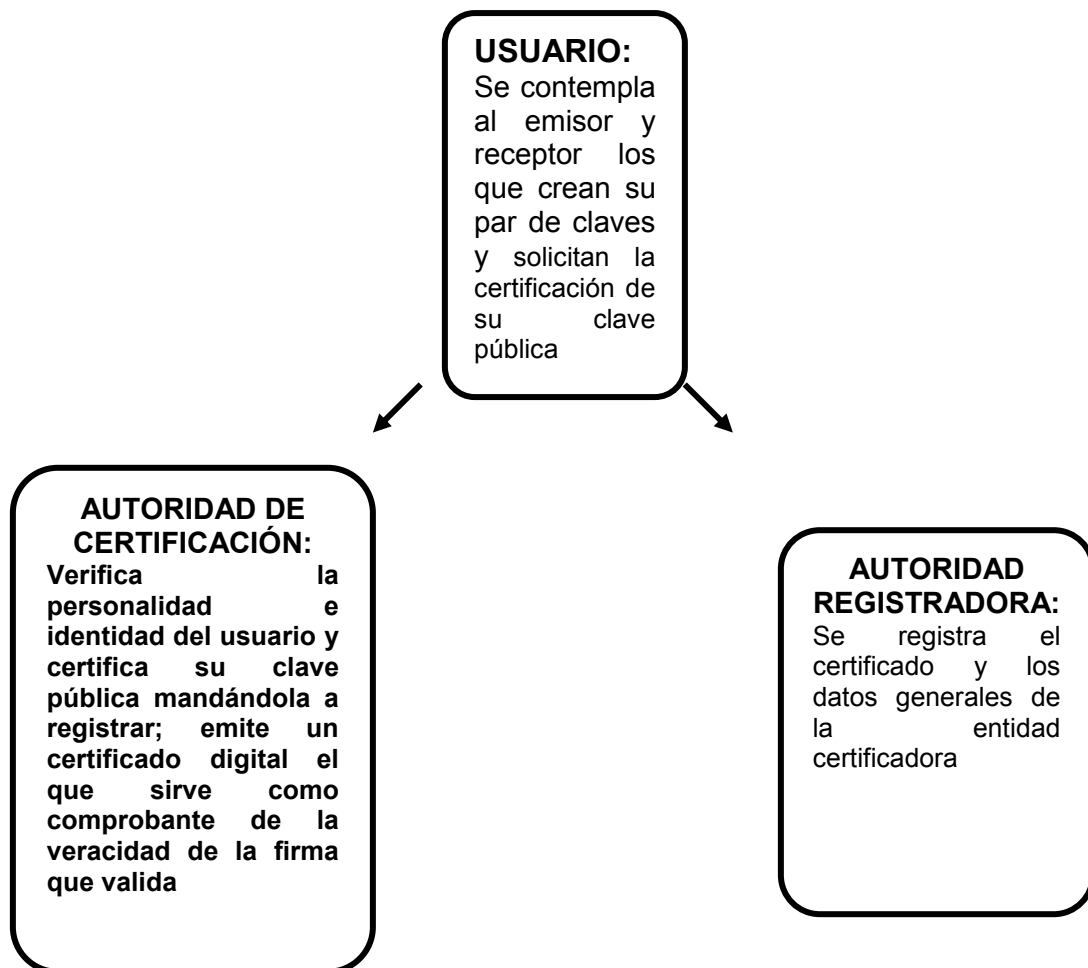 USUARIO:
Se contempla
al emisor y
receptor los
que crean su
par de claves
y solicitan la
certificación de
su clave
pública
AUTORIDAD DE
CERTIFICACIÓN:
Verifica la
personalidad e
identidad del usuario y
certifica su clave
pública mandándola a
registrar; emite un
certificado digital el
que sirve como
comprobante de la
veracidad de la firma
que valida
AUTORIDAD
REGISTRADORA:
Se registra el
certificado y los
datos generales de
la entidad
certificadora